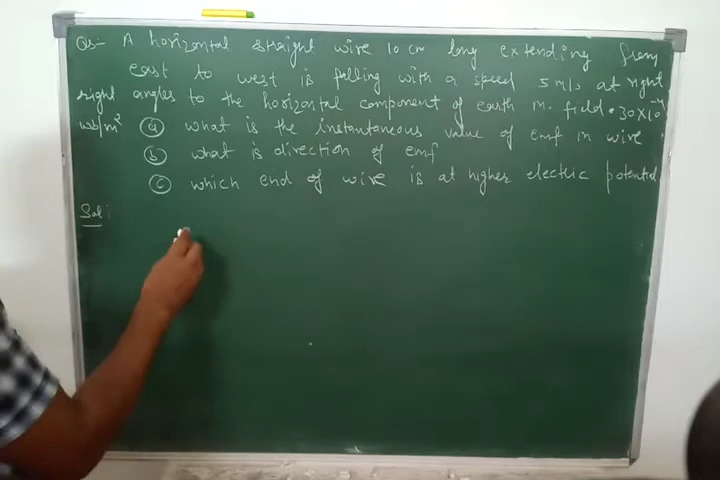 Q5:- A horizontal straight wire 10 cm long extending from
east to west is falling with a speed 5 m/s at right
right angles to the horizontal component of earth m. field . 30×10⁻⁴
wb/m² (a) what is the instantaneous value of emf in wire .
(b) what is direction of emf
(c) which end of wire is at higher electric potential
Sol: